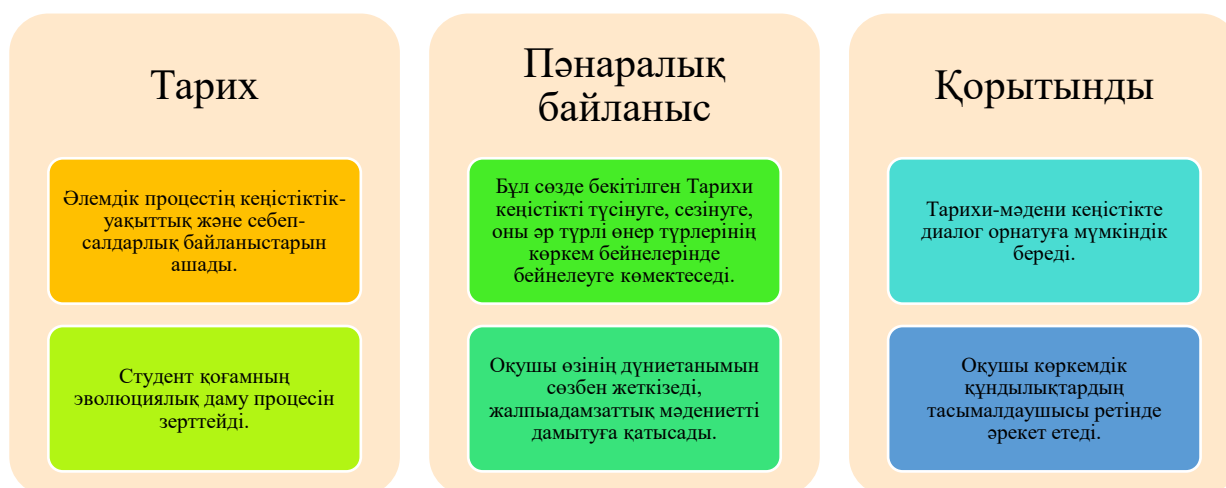 Тарих
Әлемдік процестің кеңістіктік-
уақыттық және себеп-
салдарлық байланыстарын
ашады.
Студент қоғамның
эволюциялық даму процесін
зерттейді.
Пәнаралық
байланыс
Бұл сөзде бекітілген Тарихи
кеңістікті түсінуге, сезінуге,
оны әр түрлі өнер түрлерінің
көркем бейнелерінде
бейнелеуге көмектеседі.
Оқушы өзінің дүниетанымын
сөзбен жеткізеді,
жалпыадамзаттық мәдениетті
дамытуға қатысады.
Қорытынды
Тарихи-мәдени кеңістікте
диалог орнатуға мүмкіндік
береді.
Оқушы көркемдік
құндылықтардың
тасымалдаушысы ретінде
әрекет етеді.